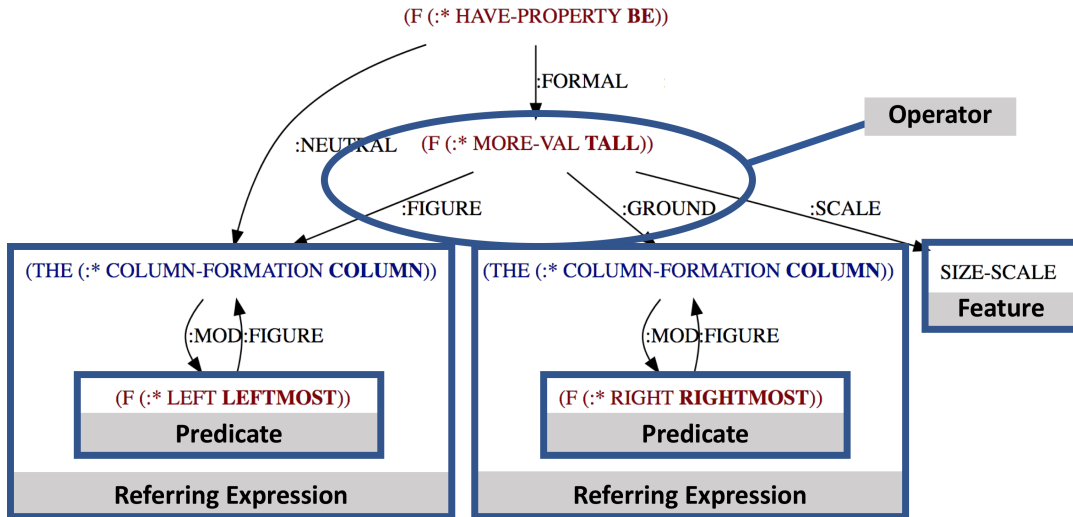 (F (:* HAVE-PROPERTY BE))
:FORMAL
Operator
:NEUTRAL
(F (:* MORE-VAL TALL))
:FIGURE
:GROUND
:SCALE
(THE (:* COLUMN-FORMATION COLUMN))
(THE (:* COLUMN-FORMATION COLUMN))
SIZE-SCALE
Feature
:MOD:FIGURE
:MOD:FIGURE
(F (:* LEFT LEFTMOST))
(F (:* RIGHT RIGHTMOST))
Predicate
Predicate
Referring Expression
Referring Expression